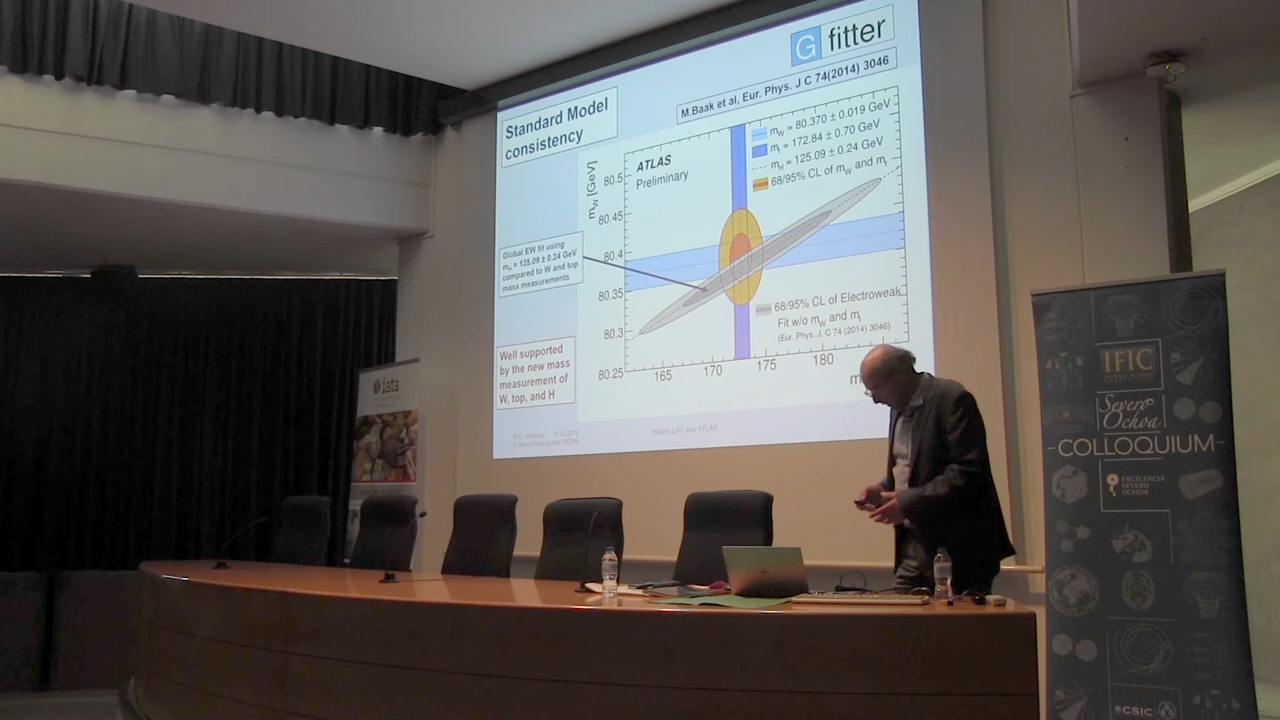 G fitter
M.Baak et al, Eur. Phys. J C 74(2014) 3046
Standard Model
consistency
ATLAS
Preliminary
m_W [GeV]
m_W = 80.370 ± 0.019 GeV
m_t = 172.84 ± 0.70 GeV
m_H = 125.09 ± 0.24 GeV
68/95% CL of m_W and m_t
80.5
80.45
80.4
80.35
80.3
80.25
165
170
175
180
Global EW fit using
m_H = 125.09 ± 0.24 GeV
compared to W and top
mass measurements
68/95% CL of Electroweak
Fit w/o m_W and m_t
(Eur. Phys. J. C 74 (2014) 3046)
Well supported
by the new mass
measurement of
W, top, and H
LHC and ATLAS
iata
IFIC
Severo
Ochoa
COLLOQUIUM
EXCELENCIA
SEVERO
OCHOA
CSIC